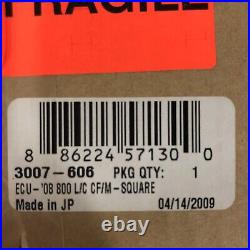 FRAGILE
8 86224 57130 0
3007-606 PKG QTY: 1
ECU-'08 800 L/C CF/M-SQUARE
Made in JP 04/14/2009